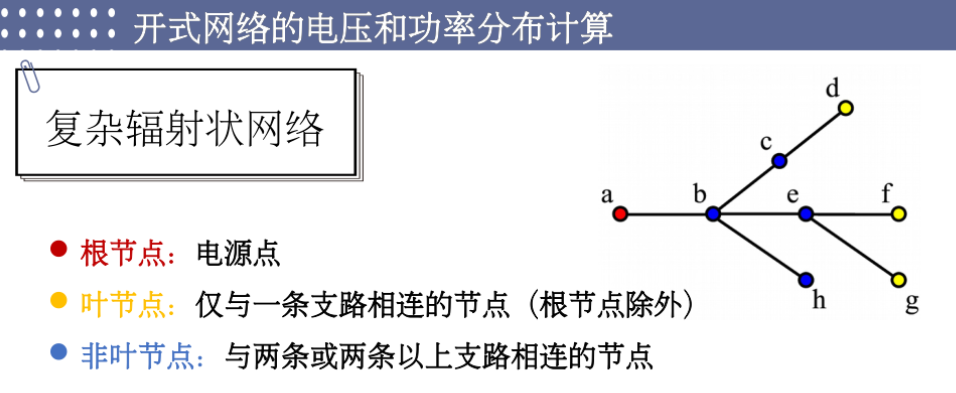 开式网络的电压和功率分布计算
复杂辐射状网络
d
c
a
b
e
f
h
g
根节点：电源点
叶节点：仅与一条支路相连的节点（根节点除外）
非叶节点：与两条或两条以上支路相连的节点